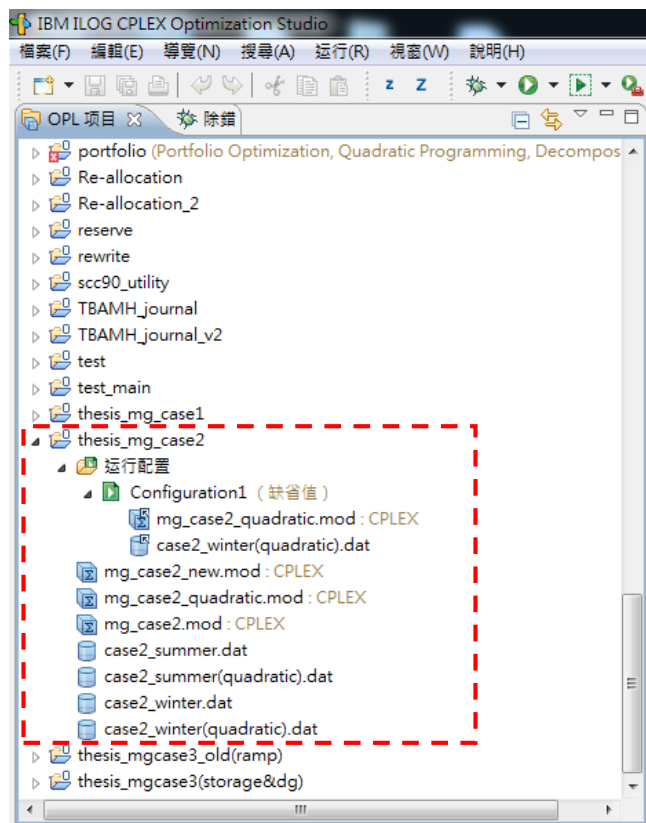 IBM ILOG CPLEX Optimization Studio
檔案(F) 編輯(E) 導覽(N) 搜尋(A) 运行(R) 視窗(W) 說明(H)
z Z
OPL 项目 除錯
portfolio (Portfolio Optimization, Quadratic Programming, Decompos
Re-allocation
Re-allocation_2
reserve
rewrite
scc90_utility
TBAMH_journal
TBAMH_journal_v2
test
test_main
thesis_mg_case1
thesis_mg_case2
运行配置
Configuration1 （缺省值）
mg_case2_quadratic.mod : CPLEX
case2_winter(quadratic).dat
mg_case2_new.mod : CPLEX
mg_case2_quadratic.mod : CPLEX
mg_case2.mod : CPLEX
case2_summer.dat
case2_summer(quadratic).dat
case2_winter.dat
case2_winter(quadratic).dat
thesis_mgcase3_old(ramp)
thesis_mgcase3(storage&dg)